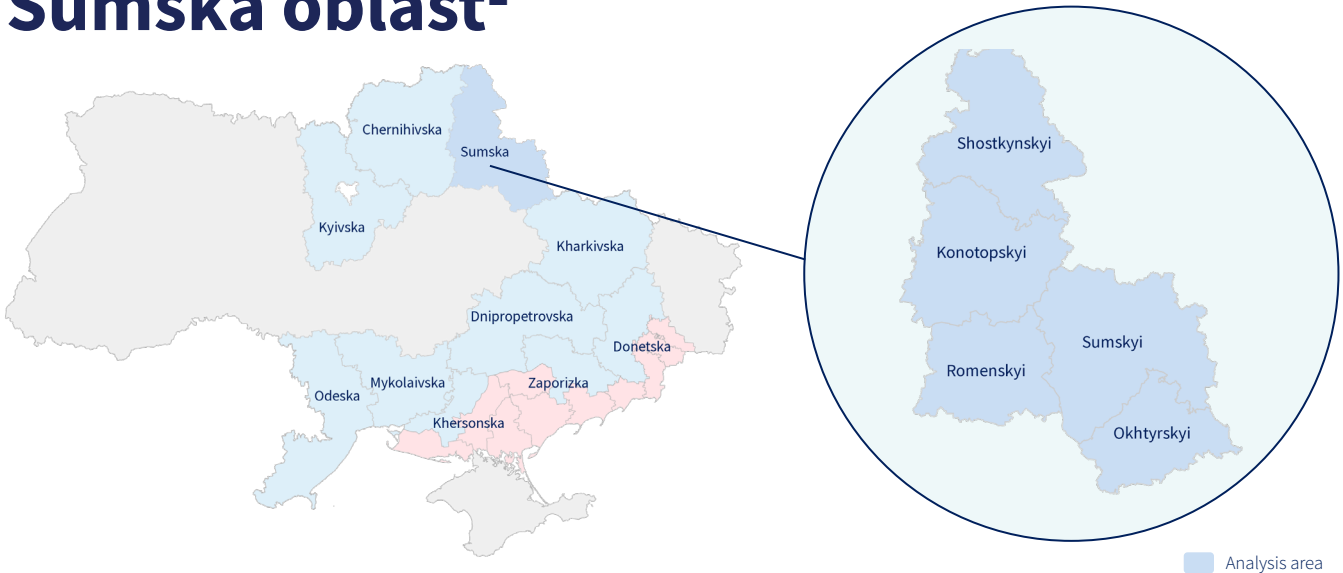 Sumska oblast
Chernihivska
Sumska
Kyivska
Kharkivska
Dnipropetrovska
Donetska
Mykolaivska
Zaporizka
Odeska
Khersonska
Shostkynskyi
Konotopskyi
Sumskyi
Romenskyi
Okhtyrskyi
Analysis area